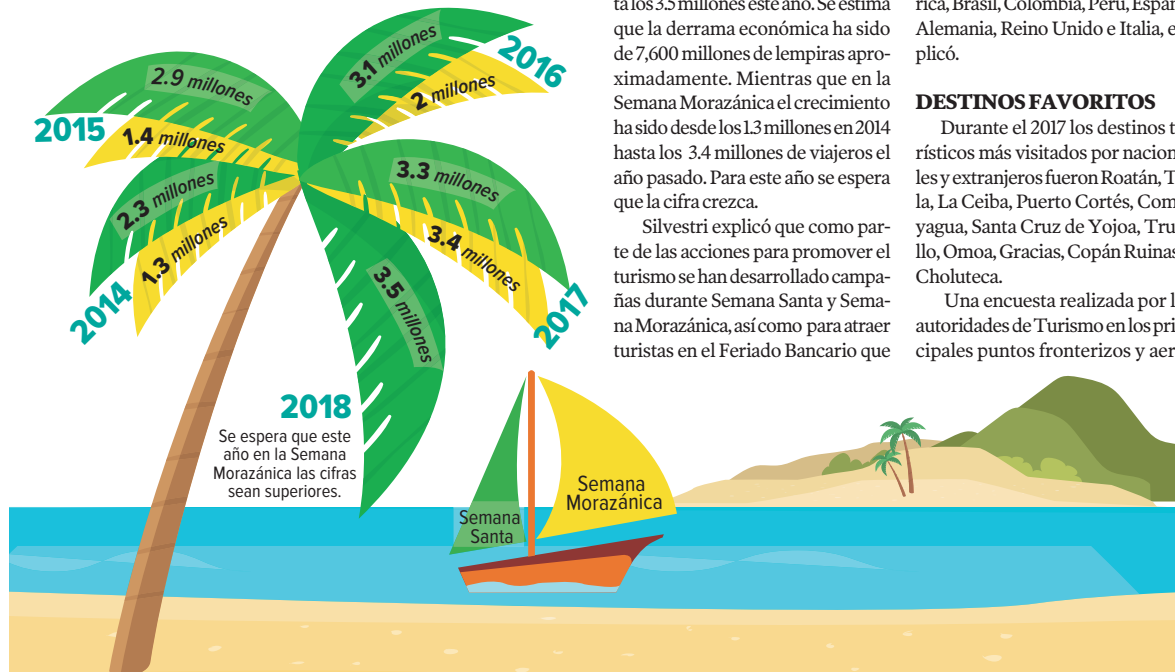 2.9 millones
2015
1.4 millones
3.1 millones
2016
2 millones
2.3 millones
1.3 millones
2014
3.3 millones
3.4 millones
2017
3.5 millones
2018
Se espera que este
año en la Semana
Morazánica las cifras
sean superiores.
Semana
Santa
Semana
Morazánica
ta los 3.5 millones este año. Se estima
que la derrama económica ha sido
de 7,600 millones de lempiras apro-
ximadamente. Mientras que en la
Semana Morazánica el crecimiento
ha sido desde los 1.3 millones en 2014
hasta los 3.4 millones de viajeros el
año pasado. Para este año se espera
que la cifra crezca.
Silvestri explicó que como par-
te de las acciones para promover el
turismo se han desarrollado campa-
ñas durante Semana Santa y Sema-
na Morazánica, así como para atraer
turistas en el Feriado Bancario que
rica, Brasil, Colombia, Perú, Españ
Alemania, Reino Unido e Italia, e
plicó.
DESTINOS FAVORITOS
Durante el 2017 los destinos t
rísticos más visitados por nacion
les y extranjeros fueron Roatán, T
la, La Ceiba, Puerto Cortés, Com
yagua, Santa Cruz de Yojoa, Tru
llo, Omoa, Gracias, Copán Ruinas
Choluteca.
Una encuesta realizada por l
autoridades de Turismo en los pri
cipales puntos fronterizos y aer